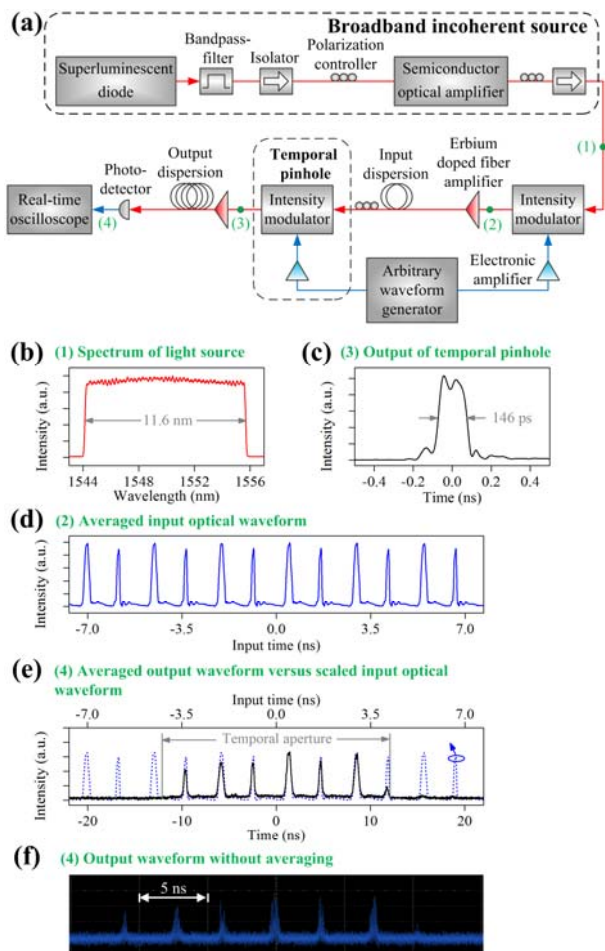 (a)
Broadband incoherent source
Superluminescent
diode
Bandpass-
filter
Isolator
Polarization
controller
Semiconductor
optical amplifier
(1)
Real-time
oscilloscope
Photo-
detector
(4)
Output
dispersion
(3)
Temporal
pinhole
Intensity
modulator
Input
dispersion
Erbium
doped fiber
amplifier
(2)
Intensity
modulator
Arbitrary
waveform
generator
Electronic
amplifier
(b) (1) Spectrum of light source
Intensity (a.u.)
11.6 nm
1544 1548 1552 1556
Wavelength (nm)
(c) (3) Output of temporal pinhole
Intensity (a.u.)
146 ps
-0.4 -0.2 0.0 0.2 0.4
Time (ns)
(d) (2) Averaged input optical waveform
Intensity (a.u.)
-7.0 -3.5 0.0 3.5 7.0
Input time (ns)
(e) (4) Averaged output waveform versus scaled input optical
waveform
Input time (ns)
-7.0 -3.5 0.0 3.5 7.0
Intensity (a.u.)
Temporal aperture
-20 -10 0 10 20
Time (ns)
(f) (4) Output waveform without averaging
5 ns